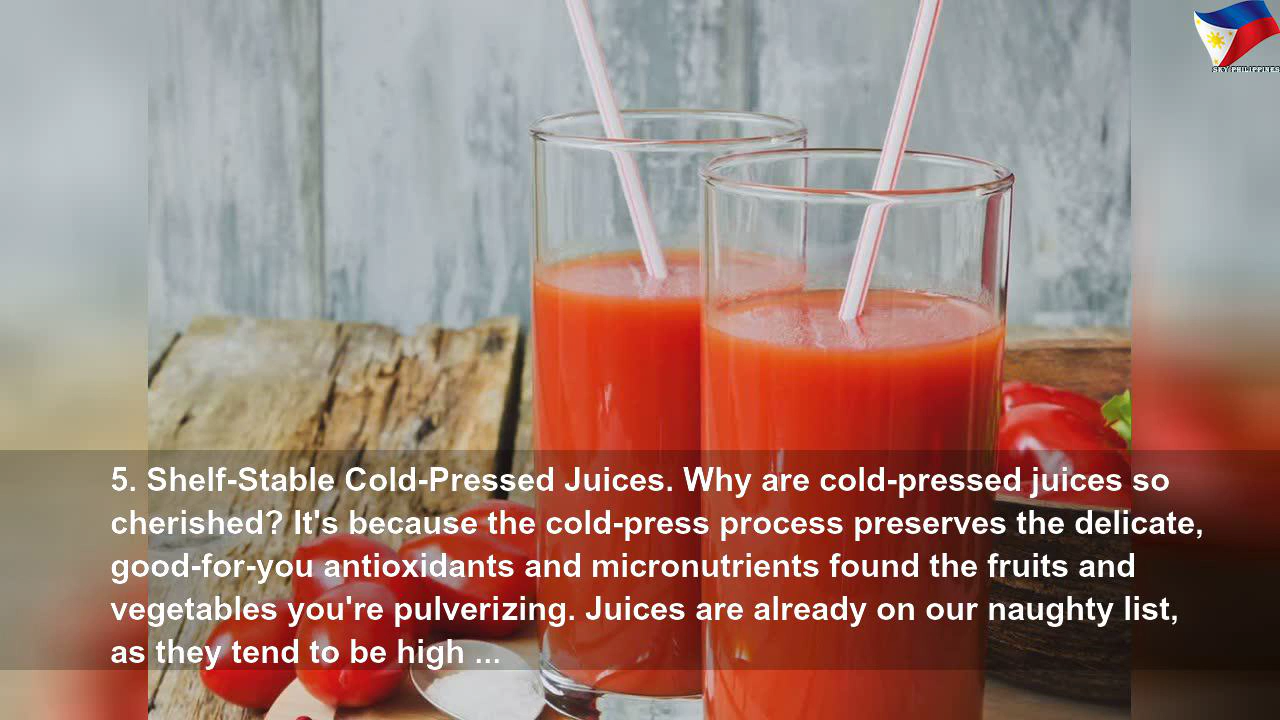 SKY PHILIPPINES
5. Shelf-Stable Cold-Pressed Juices. Why are cold-pressed juices so
cherished? It's because the cold-press process preserves the delicate,
good-for-you antioxidants and micronutrients found the fruits and
vegetables you're pulverizing. Juices are already on our naughty list,
as they tend to be high ...